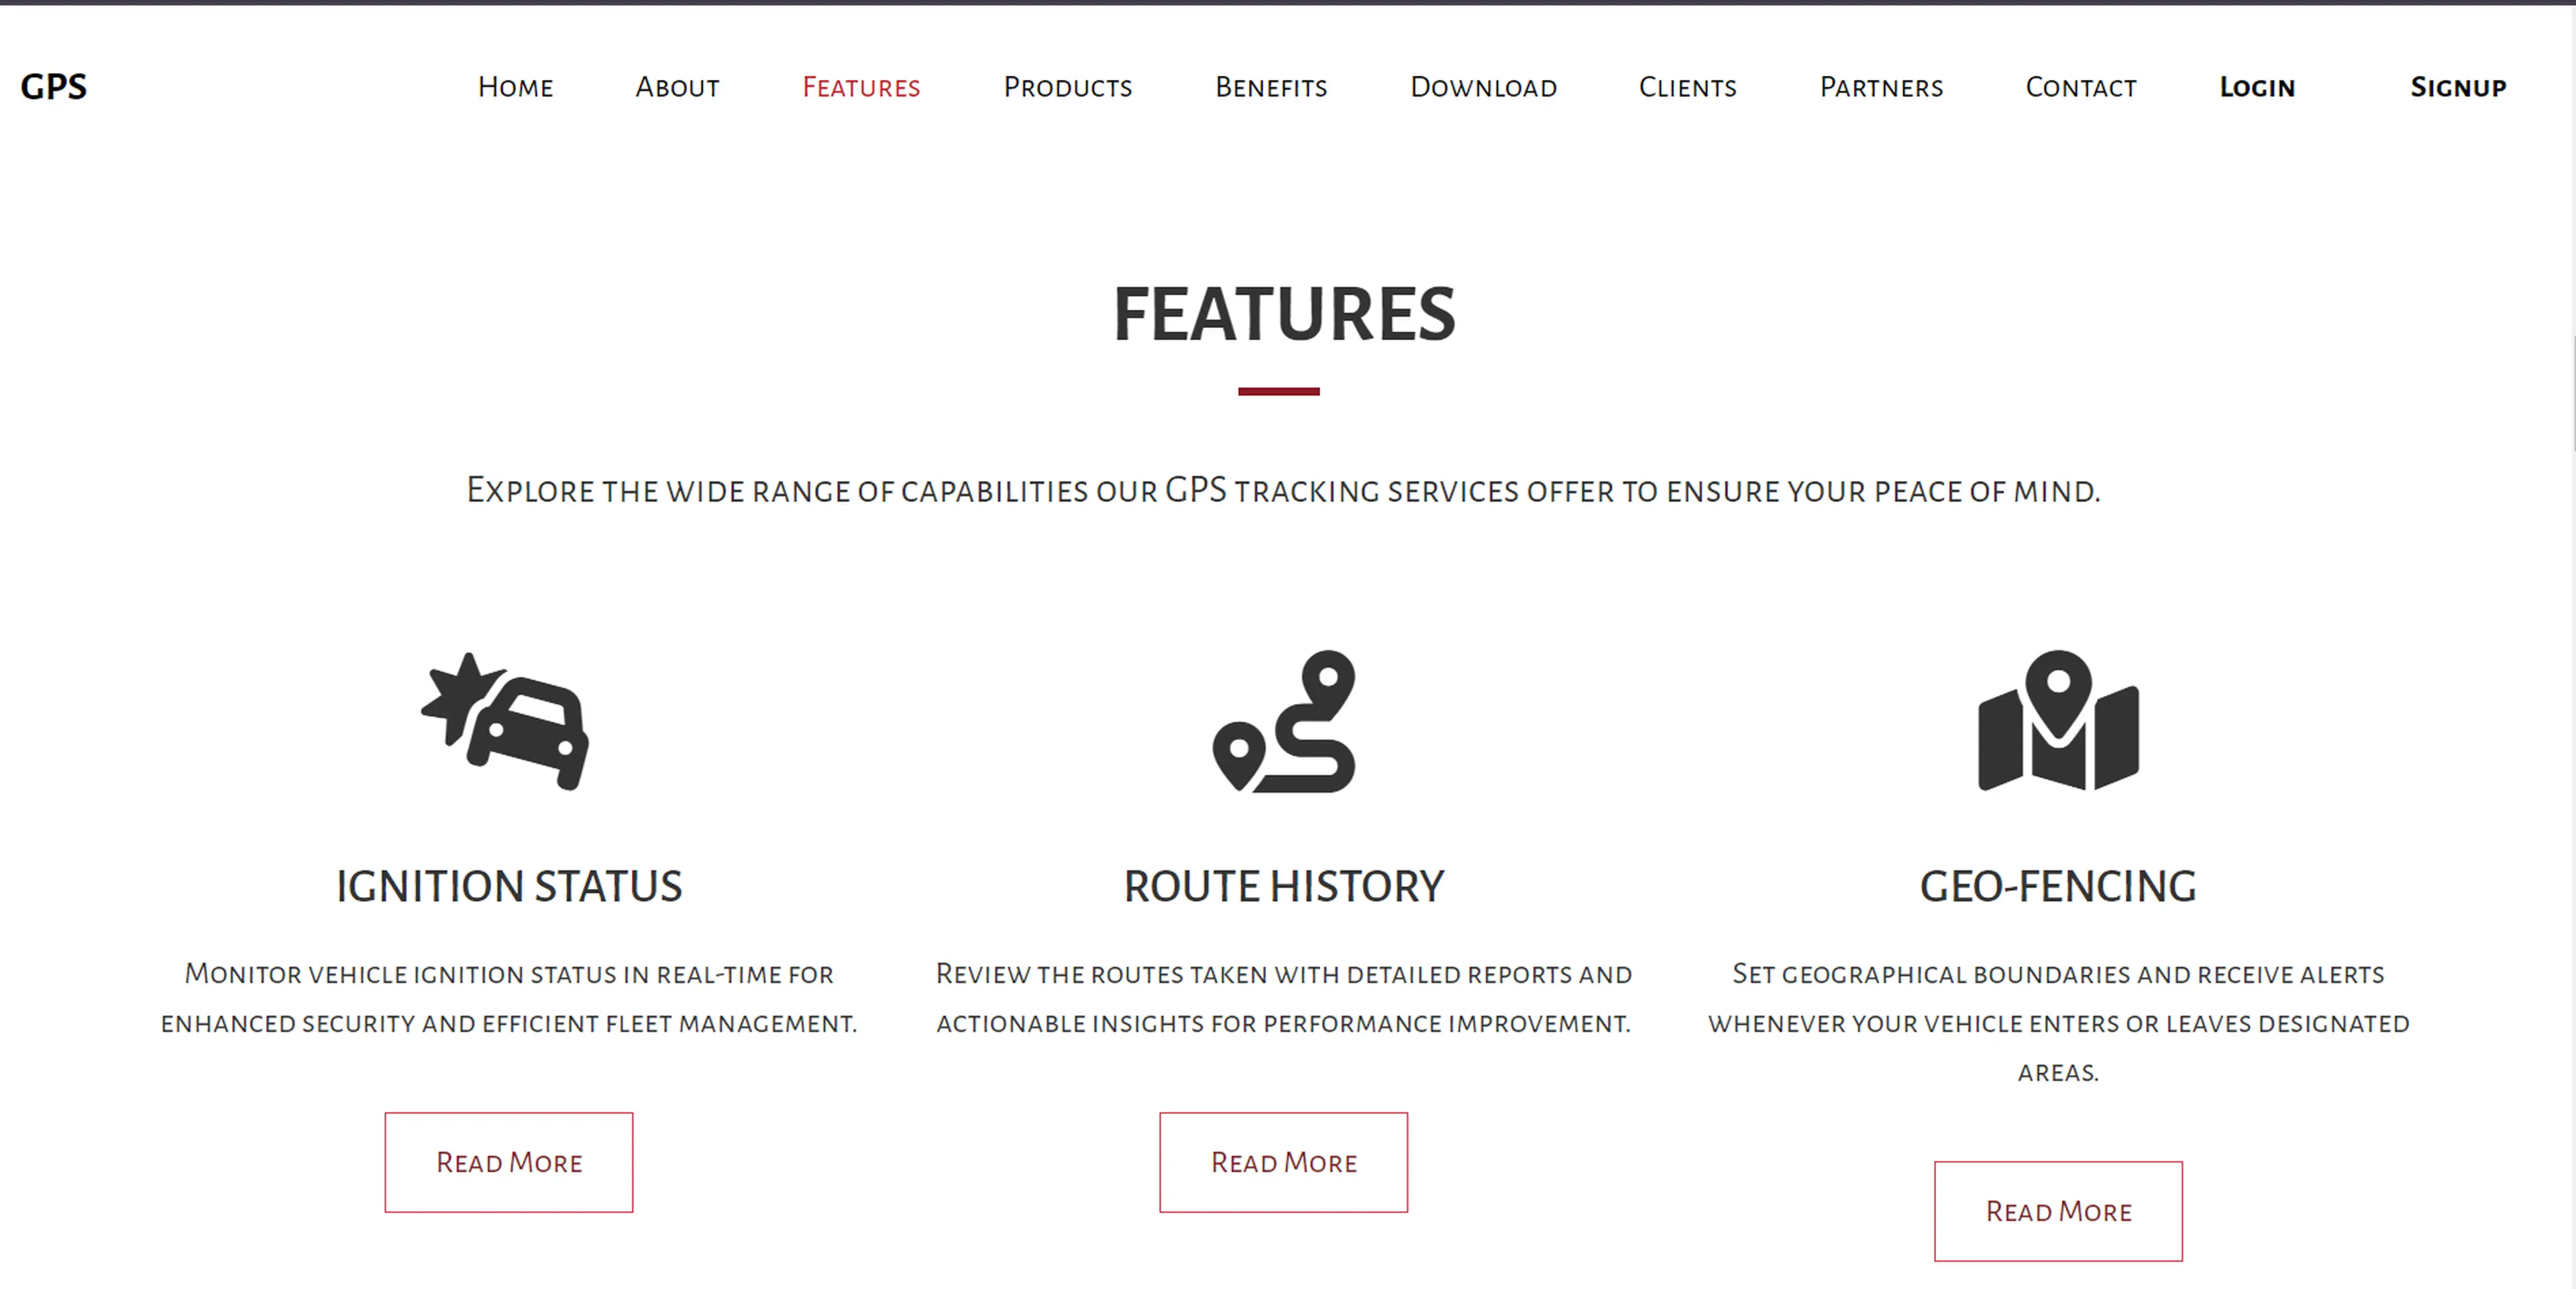 GPS Home About Features Products Benefits Download Clients Partners Contact Login Signup
FEATURES
Explore the wide range of capabilities our GPS tracking services offer to ensure your peace of mind.
IGNITION STATUS
Monitor vehicle ignition status in real-time for
enhanced security and efficient fleet management.
Read More
ROUTE HISTORY
Review the routes taken with detailed reports and
actionable insights for performance improvement.
Read More
GEO-FENCING
Set geographical boundaries and receive alerts
whenever your vehicle enters or leaves designated
areas.
Read More